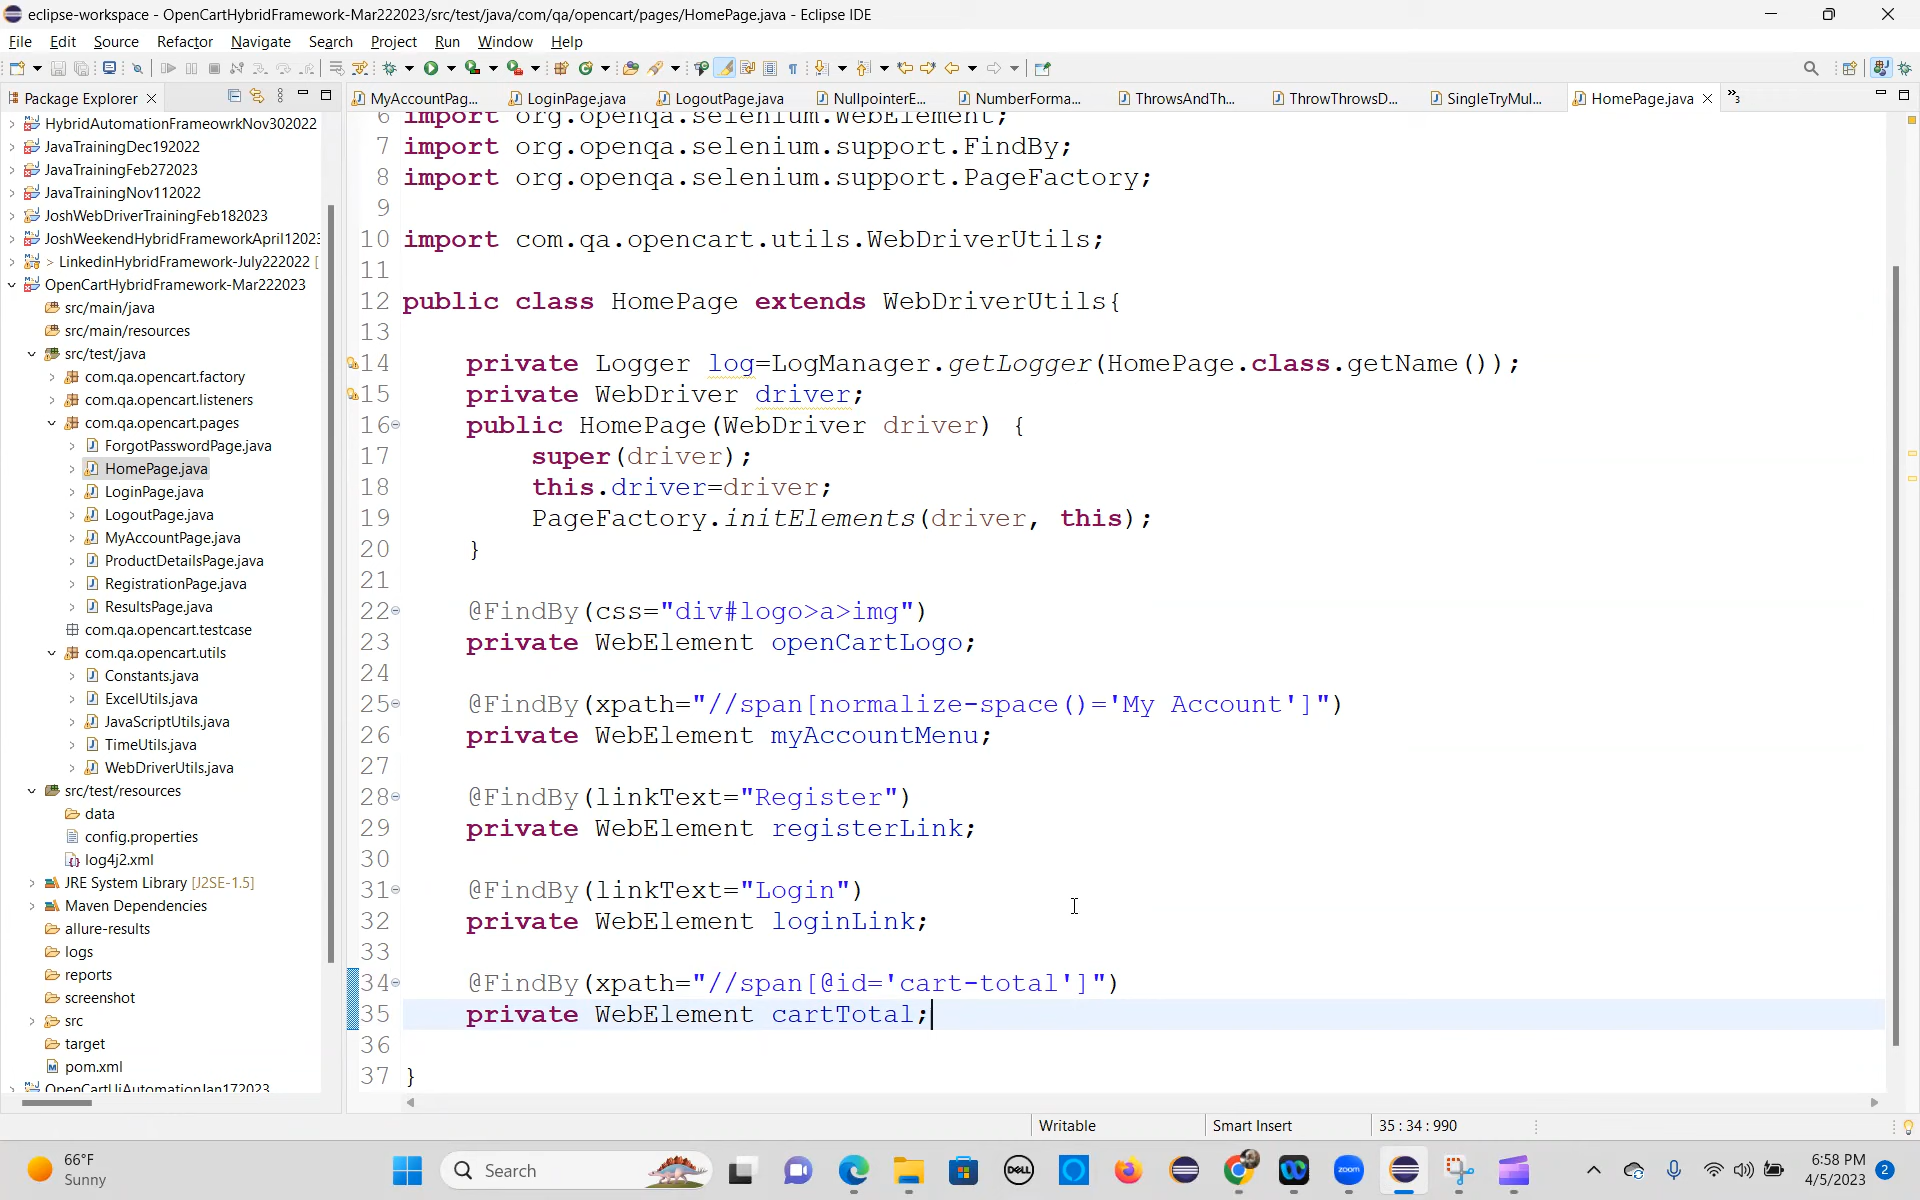 eclipse-workspace - OpenCartHybridFramework-Mar222023/src/test/java/com/qa/opencart/pages/HomePage.java - Eclipse IDE
File Edit Source Refactor Navigate Search Project Run Window Help
Package Explorer
MyAccountPag... LoginPage.java LogoutPage.java NullpointerE... NumberForma... ThrowsAndTh... ThrowThrowsD... SingleTryMul... HomePage.java »3
HybridAutomationFrameowrkNov302022
JavaTrainingDec192022
JavaTrainingFeb272023
JavaTrainingNov112022
JoshWebDriverTrainingFeb182023
JoshWeekendHybridFrameworkApril12023
> LinkedinHybridFramework-July222022 [
OpenCartHybridFramework-Mar222023
src/main/java
src/main/resources
src/test/java
com.qa.opencart.factory
com.qa.opencart.listeners
com.qa.opencart.pages
ForgotPasswordPage.java
HomePage.java
LoginPage.java
LogoutPage.java
MyAccountPage.java
ProductDetailsPage.java
RegistrationPage.java
ResultsPage.java
com.qa.opencart.testcase
com.qa.opencart.utils
Constants.java
ExcelUtils.java
JavaScriptUtils.java
TimeUtils.java
WebDriverUtils.java
src/test/resources
data
config.properties
log4j2.xml
JRE System Library [J2SE-1.5]
Maven Dependencies
allure-results
logs
reports
screenshot
src
target
pom.xml
OpenCartUiAutomationJan172023
6 import org.openqa.selenium.WebElement;
7 import org.openqa.selenium.support.FindBy;
8 import org.openqa.selenium.support.PageFactory;
9
10 import com.qa.opencart.utils.WebDriverUtils;
11
12 public class HomePage extends WebDriverUtils{
13
14 private Logger log=LogManager.getLogger(HomePage.class.getName());
15 private WebDriver driver;
16 public HomePage(WebDriver driver) {
17 super(driver);
18 this.driver=driver;
19 PageFactory.initElements(driver, this);
20 }
21
22 @FindBy(css="div#logo>a>img")
23 private WebElement openCartLogo;
24
25 @FindBy(xpath="//span[normalize-space()='My Account']")
26 private WebElement myAccountMenu;
27
28 @FindBy(linkText="Register")
29 private WebElement registerLink;
30
31 @FindBy(linkText="Login")
32 private WebElement loginLink;
33
34 @FindBy(xpath="//span[@id='cart-total']")
35 private WebElement cartTotal;
36
37 }
Writable Smart Insert 35 : 34 : 990
66°F
Sunny
Search
DELL
zoom
6:58 PM
4/5/2023
2